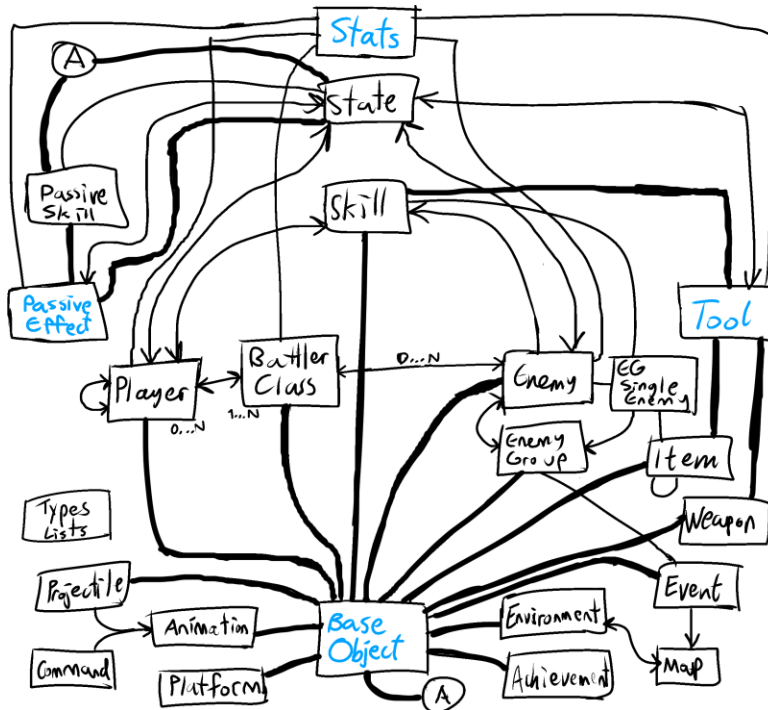 Stats
A
State
Passive
Skill
Skill
Passive
Effect
Tool
Battler
Class
0...N
Player
Enemy
EG
Single
Enemy
0...N
1...N
Enemy
Group
Item
Types
Lists
Weapon
Projectile
Event
Animation
Base
Object
Environment
Command
Map
Platform
Achievement
A